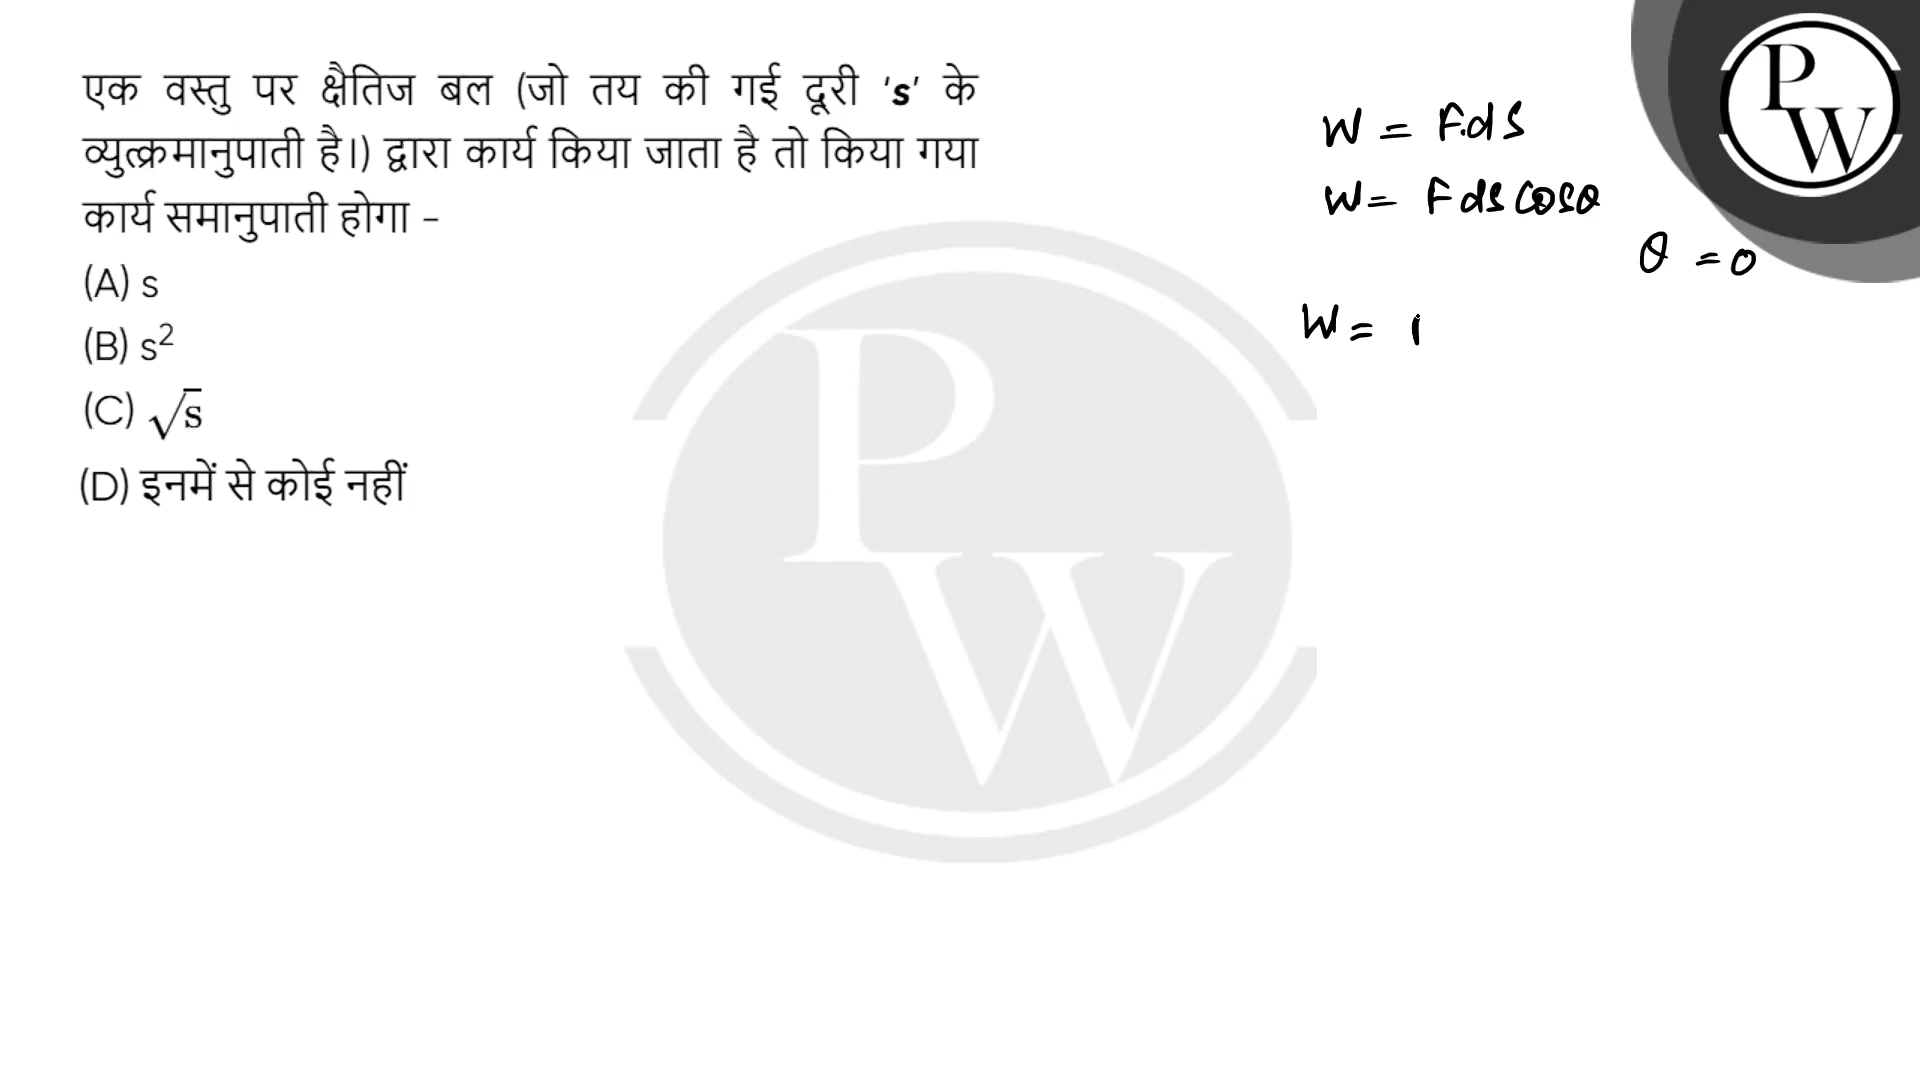 एक वस्तु पर क्षैतिज बल (जो तय की गई दूरी 's' के
व्युत्क्रमानुपाती है।) द्वारा कार्य किया जाता है तो किया गया
कार्य समानुपाती होगा –
(A) s
(B) s²
(C) √s
(D) इनमें से कोई नहीं
W = F.ds
W = F ds cosθ
θ = 0
W = 1
P
W
P
W